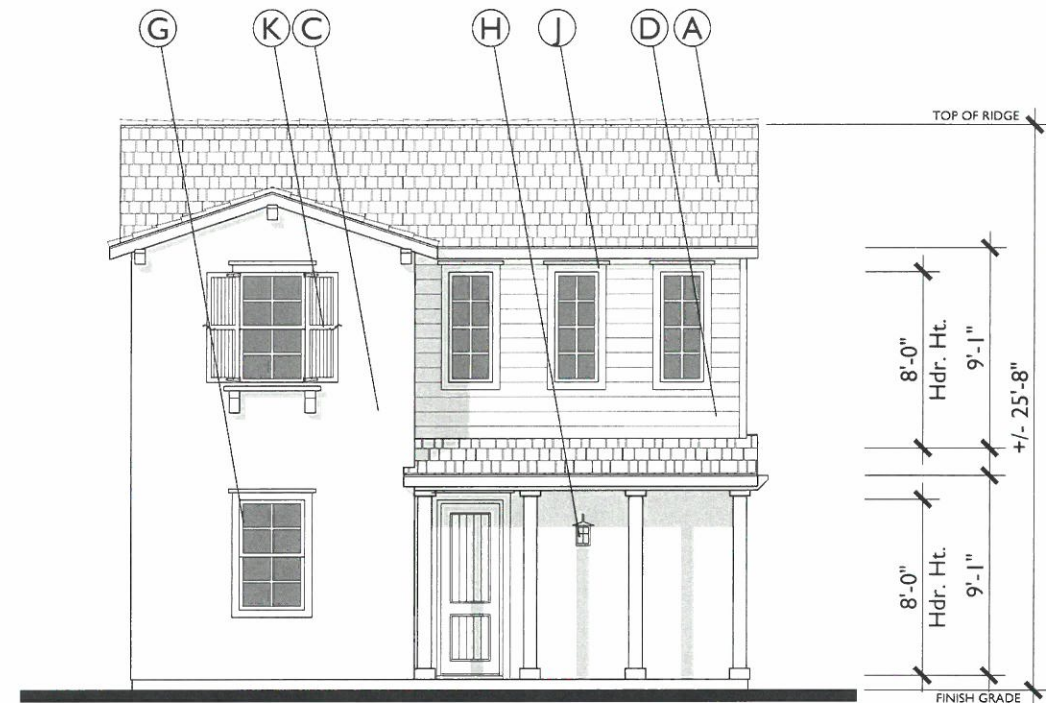 G K C H J D A
TOP OF RIDGE
8'-0"
Hdr. Ht.
9'-1"
+/- 25'-8"
8'-0"
Hdr. Ht.
9'-1"
FINISH GRADE